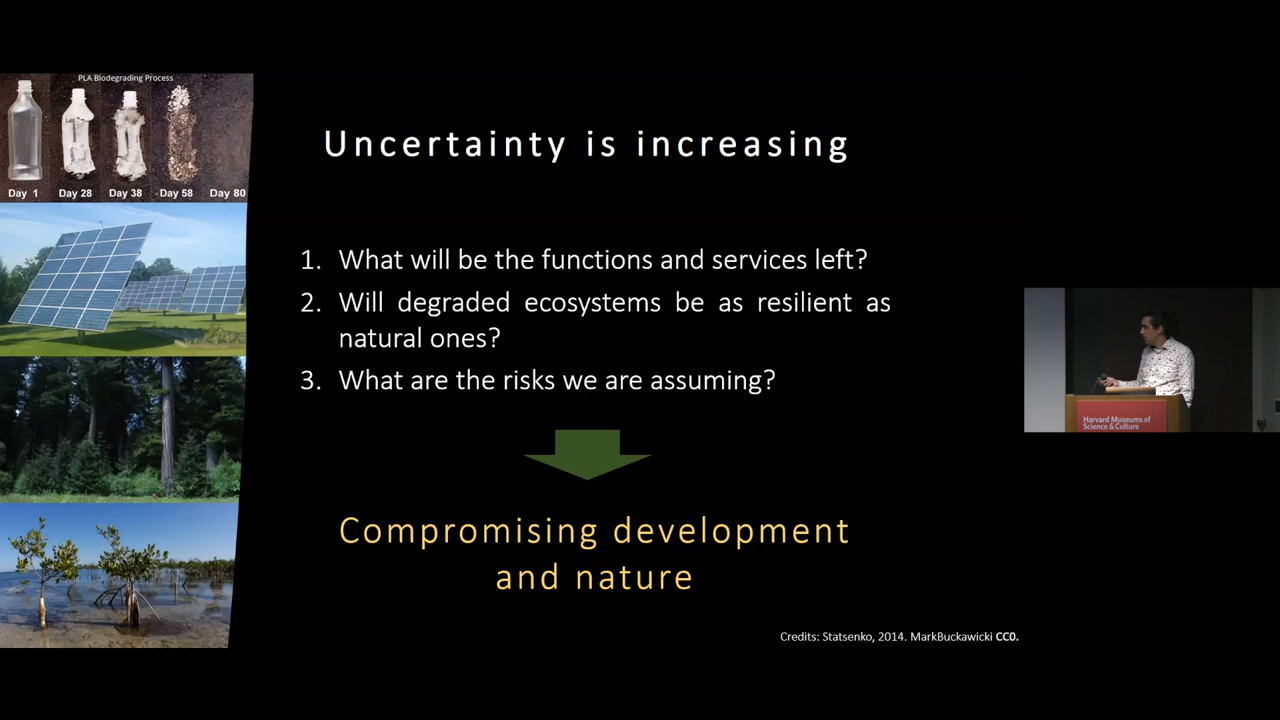 PLA Biodegrading Process
Day 1 Day 28 Day 38 Day 58 Day 80
Uncertainty is increasing
1. What will be the functions and services left?
2. Will degraded ecosystems be as resilient as
natural ones?
3. What are the risks we are assuming?
Compromising development
and nature
Credits: Statsenko, 2014. MarkBuckawicki CC0.
Harvard Museums of
Science & Culture